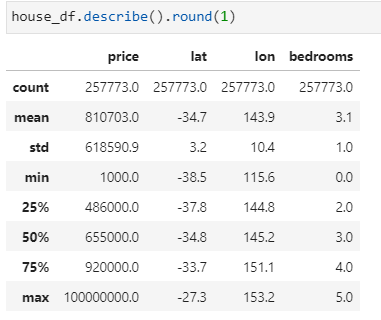 house_df.describe().round(1)
price lat lon bedrooms
count 257773.0 257773.0 257773.0 257773.0
mean 810703.0 -34.7 143.9 3.1
std 618590.9 3.2 10.4 1.0
min 1000.0 -38.5 115.6 0.0
25% 486000.0 -37.8 144.8 2.0
50% 655000.0 -34.8 145.2 3.0
75% 920000.0 -33.7 151.1 4.0
max 100000000.0 -27.3 153.2 5.0